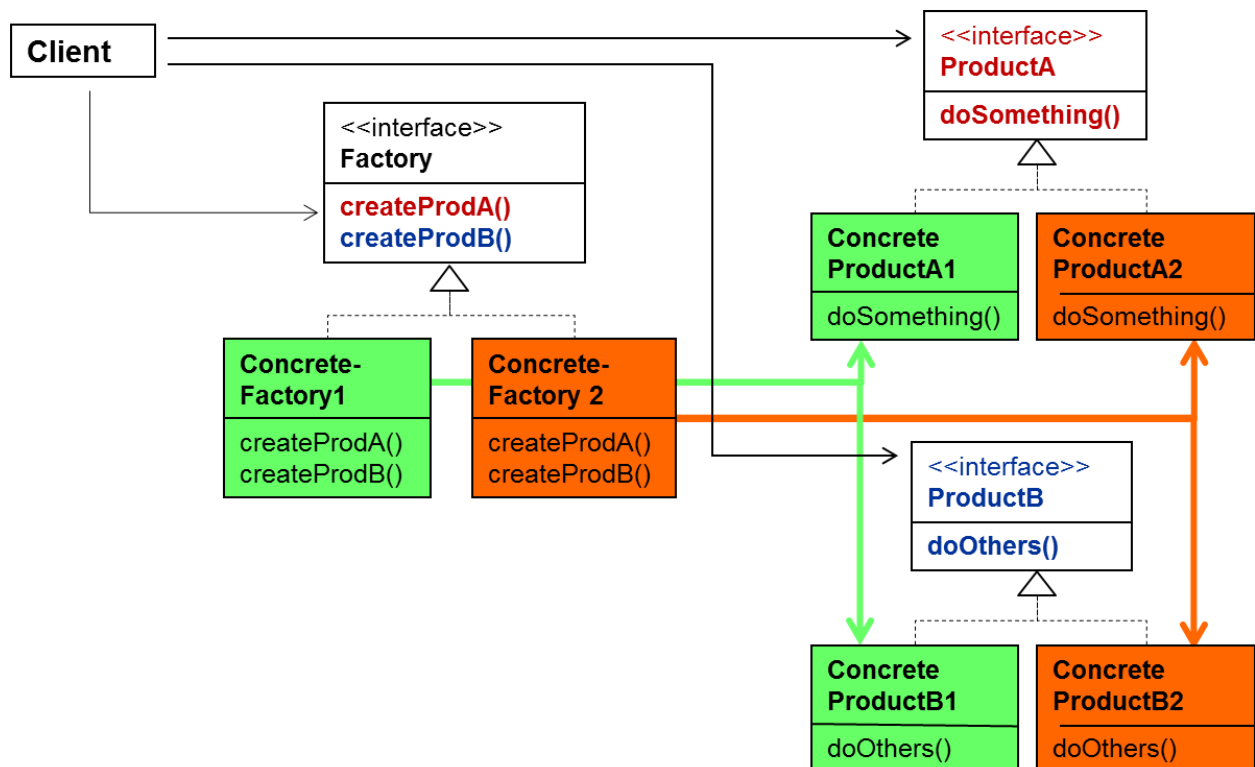 Client
<<interface>>
ProductA
doSomething()
<<interface>>
Factory
createProdA()
createProdB()
Concrete
ProductA1
doSomething()
Concrete
ProductA2
doSomething()
Concrete-
Factory1
createProdA()
createProdB()
Concrete-
Factory 2
createProdA()
createProdB()
<<interface>>
ProductB
doOthers()
Concrete
ProductB1
doOthers()
Concrete
ProductB2
doOthers()